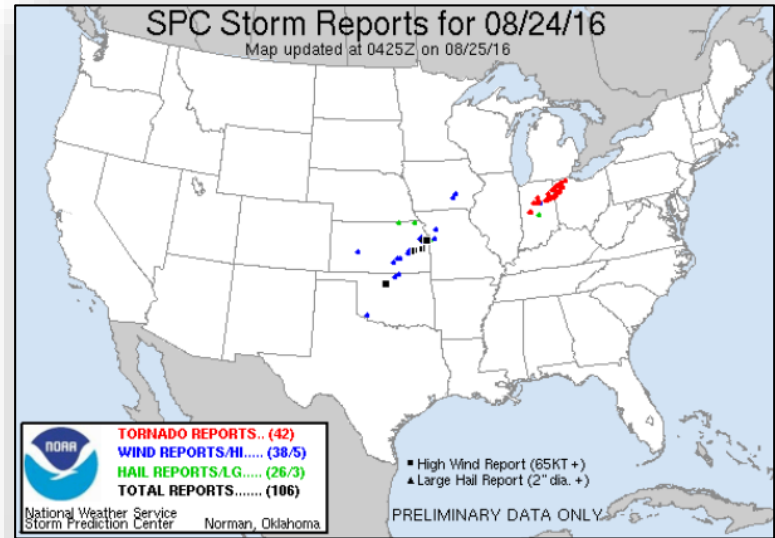 SPC Storm Reports for 08/24/16
Map updated at 0425Z on 08/25/16
NOAA
TORNADO REPORTS.. (42)
WIND REPORTS/HI..... (38/5)
HAIL REPORTS/LG..... (26/3)
TOTAL REPORTS....... (106)
National Weather Service
Storm Prediction Center Norman, Oklahoma
High Wind Report (65KT +)
Large Hail Report (2" dia. +)
PRELIMINARY DATA ONLY